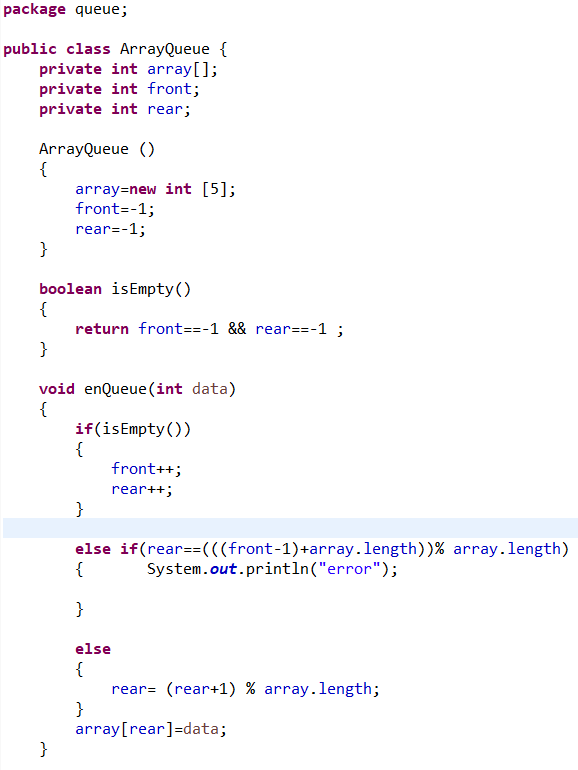 package queue;
public class ArrayQueue {
private int array[];
private int front;
private int rear;
ArrayQueue ()
{
array=new int [5];
front=-1;
rear=-1;
}
boolean isEmpty()
{
return front==-1 && rear==-1 ;
}
void enQueue(int data)
{
if(isEmpty())
{
front++;
rear++;
}
else if(rear==(((front-1)+array.length))% array.length)
{ System.out.println("error");
}
else
{
rear= (rear+1) % array.length;
}
array[rear]=data;
}